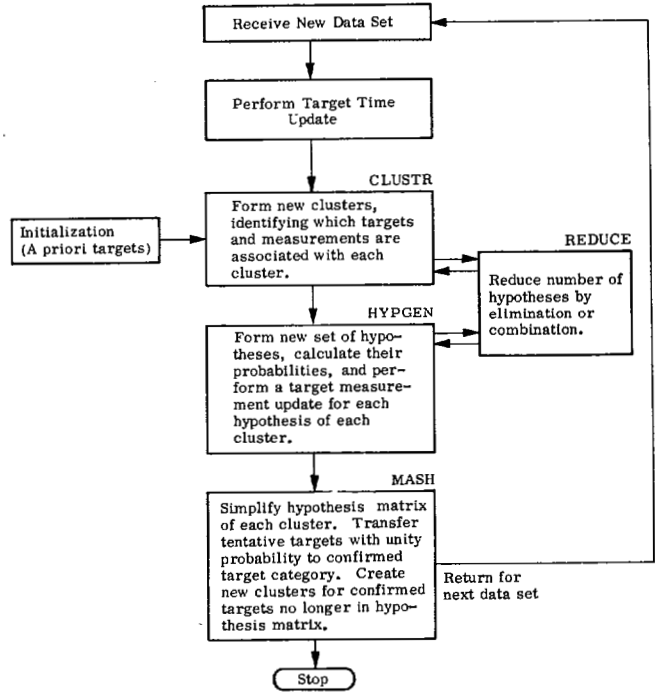 Receive New Data Set
Perform Target Time
Update
CLUSTR
Form new clusters,
identifying which targets
and measurements are
associated with each
cluster.
Initialization
(A priori targets)
REDUCE
Reduce number of
hypotheses by
elimination or
combination.
HYPGEN
Form new set of hypo-
theses, calculate their
probabilities, and per-
form a target measure-
ment update for each
hypothesis of each
cluster.
MASH
Simplify hypothesis matrix
of each cluster. Transfer
tentative targets with unity
probability to confirmed
target category. Create
new clusters for confirmed
targets no longer in hypo-
thesis matrix.
Return for
next data set
Stop